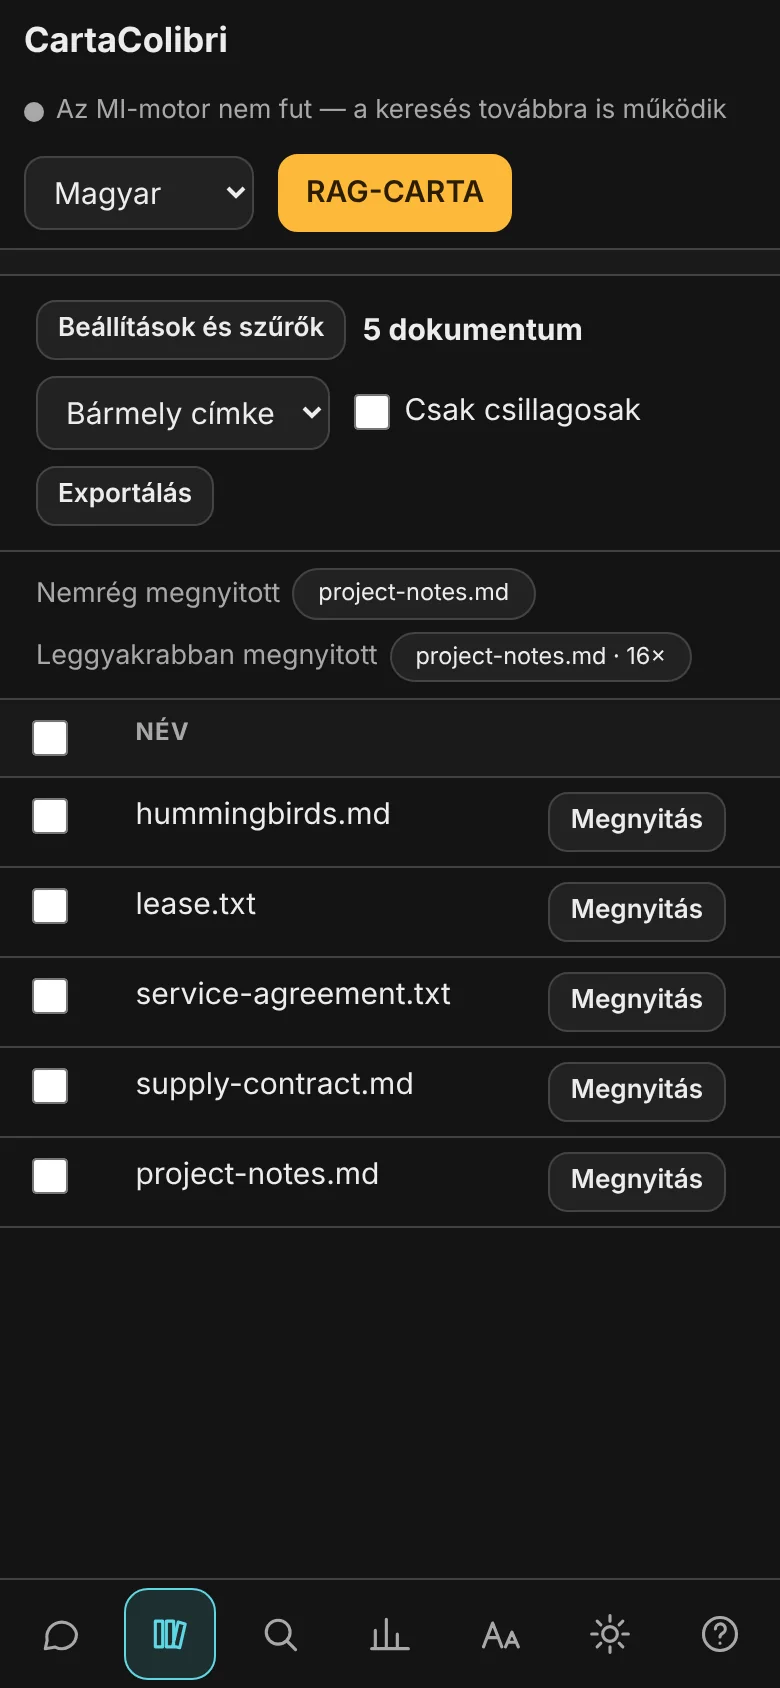 CartaColibri
Az MI-motor nem fut — a keresés továbbra is működik
Magyar
RAG-CARTA
Beállítások és szűrők
5 dokumentum
Bármely címke
Csak csillagosak
Exportálás
Nemrég megnyitott project-notes.md
Leggyakrabban megnyitott project-notes.md · 16×
NÉV
hummingbirds.md Megnyitás
lease.txt Megnyitás
service-agreement.txt Megnyitás
supply-contract.md Megnyitás
project-notes.md Megnyitás
AA